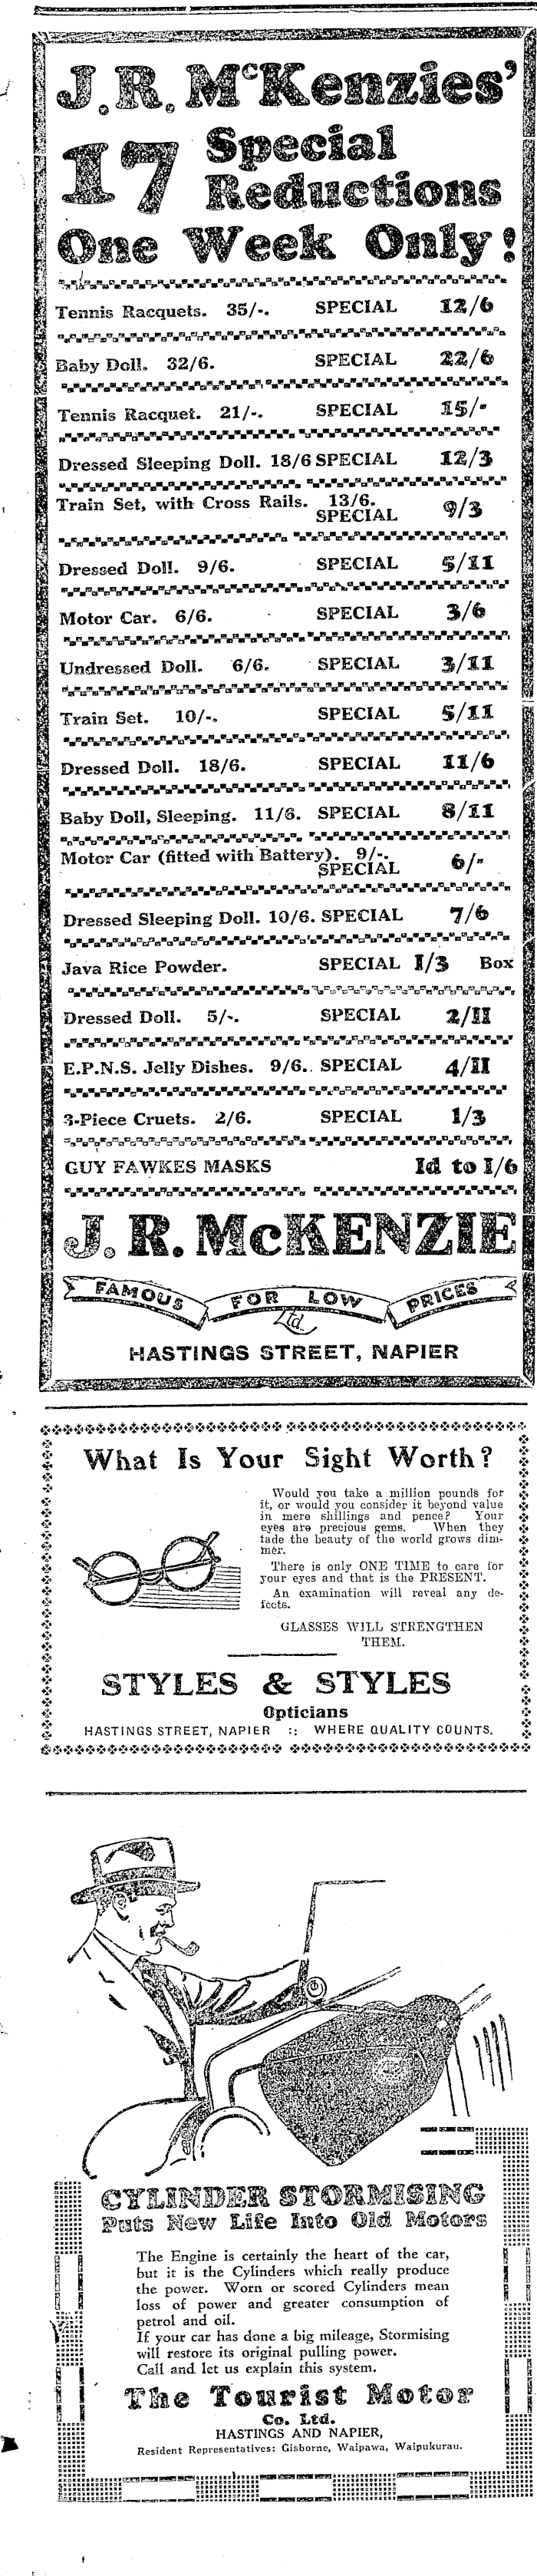 J.R. McKenzies'
17 Special
Reductions
One Week Only!
Tennis Racquets. 35/-. SPECIAL 12/6
Baby Doll. 32/6. SPECIAL 22/6
Tennis Racquet. 21/-. SPECIAL 15/-
Dressed Sleeping Doll. 18/6 SPECIAL 12/3
Train Set, with Cross Rails. 13/6.
SPECIAL 9/3
Dressed Doll. 9/6. SPECIAL 5/11
Motor Car. 6/6. SPECIAL 3/6
Undressed Doll. 6/6. SPECIAL 3/11
Train Set. 10/-. SPECIAL 5/11
Dressed Doll. 18/6. SPECIAL 11/6
Baby Doll, Sleeping. 11/6. SPECIAL 8/11
Motor Car (fitted with Battery). 9/-.
SPECIAL 6/-
Dressed Sleeping Doll. 10/6. SPECIAL 7/6
Java Rice Powder. SPECIAL 1/3 Box
Dressed Doll. 5/-. SPECIAL 2/11
E.P.N.S. Jelly Dishes. 9/6. SPECIAL 4/11
3-Piece Cruets. 2/6. SPECIAL 1/3
GUY FAWKES MASKS 1d to 1/6
J. R. McKENZIE
FAMOUS FOR LOW PRICES
Ltd.
HASTINGS STREET, NAPIER
What Is Your Sight Worth?
Would you take a million pounds for
it, or would you consider it beyond value
in mere shillings and pence? Your
eyes are precious gems. When they
fade the beauty of the world grows dim-
mer.
There is only ONE TIME to care for
your eyes and that is the PRESENT.
An examination will reveal any de-
fects.
GLASSES WILL STRENGTHEN
THEM.
STYLES & STYLES
Opticians
HASTINGS STREET, NAPIER :: WHERE QUALITY COUNTS.
CYLINDER STORMISING
Puts New Life Into Old Motors
The Engine is certainly the heart of the car,
but it is the Cylinders which really produce
the power. Worn or scored Cylinders mean
loss of power and greater consumption of
petrol and oil.
If your car has done a big mileage, Stormising
will restore its original pulling power.
Call and let us explain this system.
The Tourist Motor
Co. Ltd.
HASTINGS AND NAPIER,
Resident Representatives: Gisborne, Waipawa, Waipukurau.